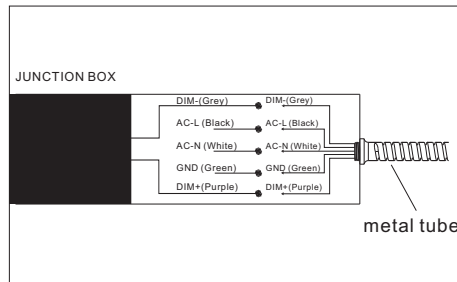 JUNCTION BOX
DIM-(Grey) DIM-(Grey)
AC-L (Black) AC-L (Black)
AC-N (White) AC-N (White)
GND (Green) GND (Green)
DIM+(Purple) DIM+(Purple)
metal tube